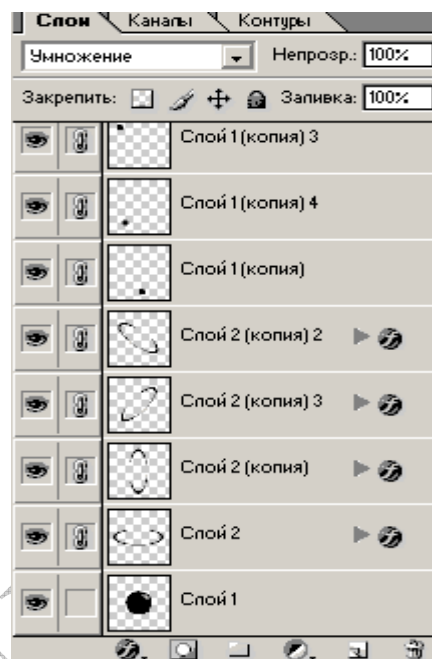 Слои Каналы Контуры
Умножение Непрозр.: 100%
Закрепить: Заливка: 100%
Слой 1 (копия) 3
Слой 1 (копия) 4
Слой 1 (копия)
Слой 2 (копия) 2
Слой 2 (копия) 3
Слой 2 (копия)
Слой 2
Слой 1